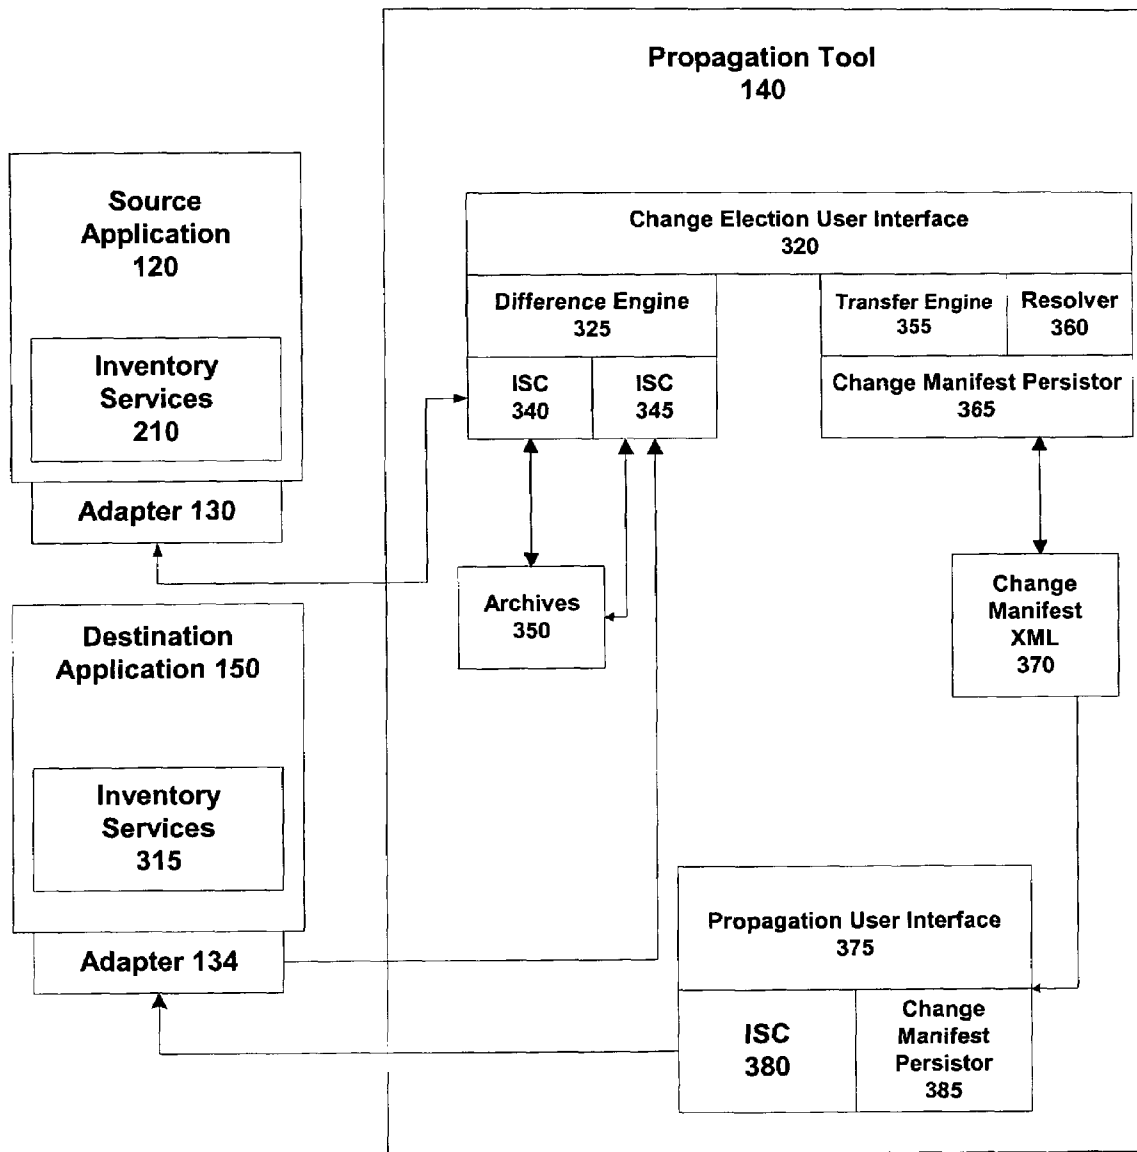 Propagation Tool
140
Source
Application
120
Inventory
Services
210
Adapter 130
Change Election User Interface
320
Difference Engine
325
Transfer Engine
355
Resolver
360
ISC
340
ISC
345
Change Manifest Persistor
365
Archives
350
Change
Manifest
XML
370
Destination
Application 150
Inventory
Services
315
Adapter 134
Propagation User Interface
375
ISC
380
Change
Manifest
Persistor
385